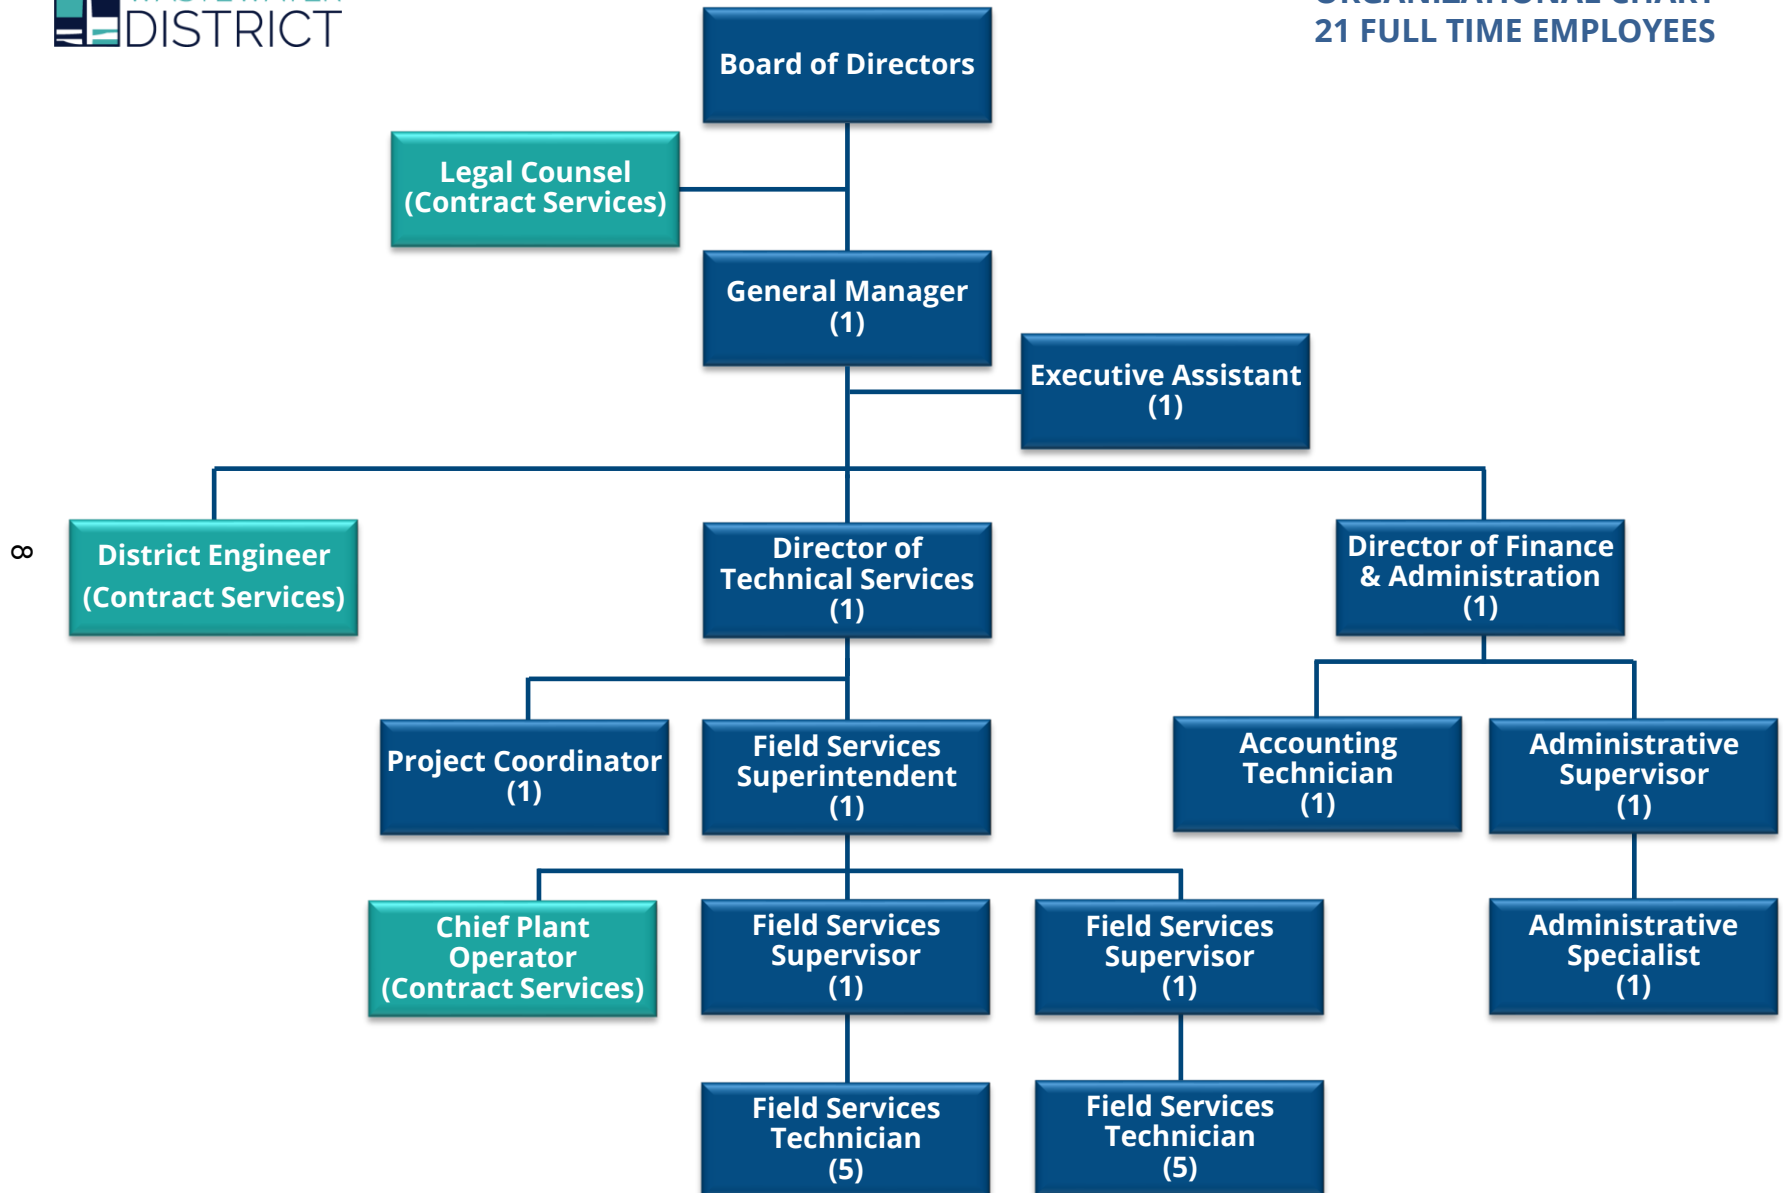 DISTRICT
ORGANIZATIONAL CHART
21 FULL TIME EMPLOYEES
Board of Directors
Legal Counsel
(Contract Services)
General Manager
(1)
Executive Assistant
(1)
District Engineer
(Contract Services)
Director of
Technical Services
(1)
Director of Finance
& Administration
(1)
8
Project Coordinator
(1)
Field Services
Superintendent
(1)
Accounting
Technician
(1)
Administrative
Supervisor
(1)
Chief Plant
Operator
(Contract Services)
Field Services
Supervisor
(1)
Field Services
Supervisor
(1)
Administrative
Specialist
(1)
Field Services
Technician
(5)
Field Services
Technician
(5)